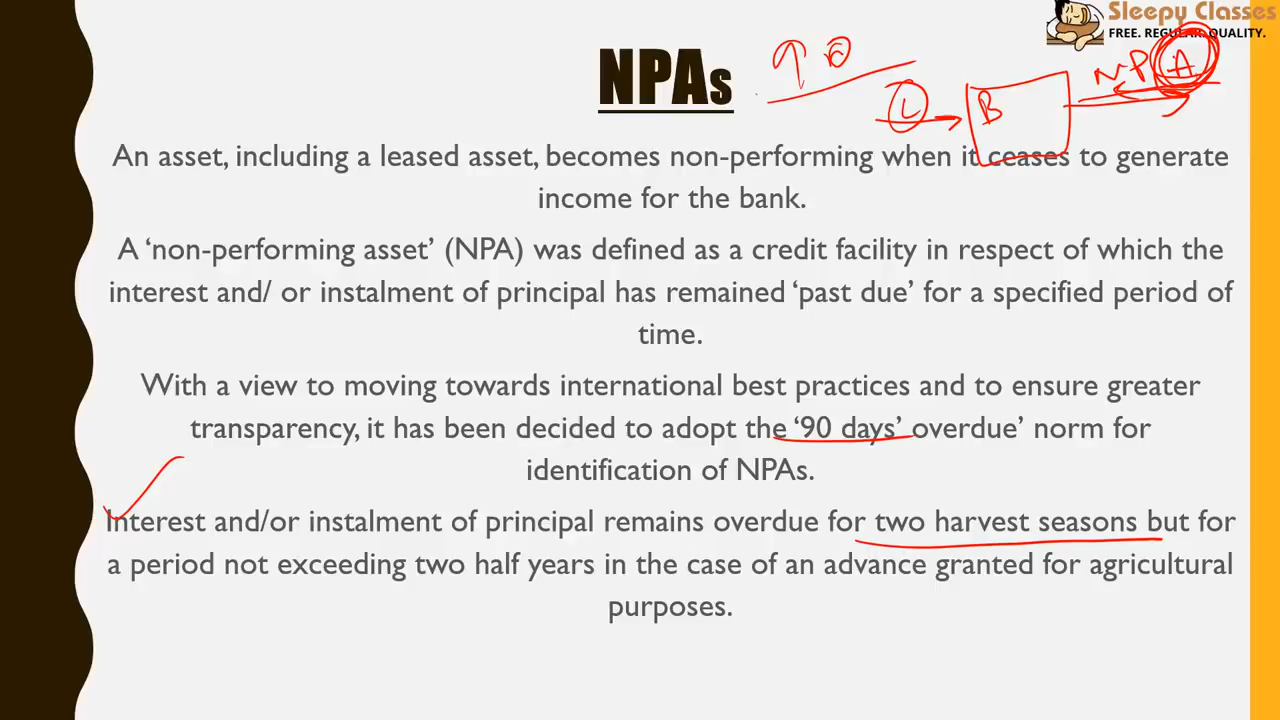 Sleepy Classes
FREE. REGULAR. QUALITY.
NPAs
L
B
NPA
An asset, including a leased asset, becomes non-performing when it ceases to generate
income for the bank.
A ‘non-performing asset’ (NPA) was defined as a credit facility in respect of which the
interest and/ or instalment of principal has remained ‘past due’ for a specified period of
time.
With a view to moving towards international best practices and to ensure greater
transparency, it has been decided to adopt the ‘90 days’ overdue’ norm for
identification of NPAs.
Interest and/or instalment of principal remains overdue for two harvest seasons but for
a period not exceeding two half years in the case of an advance granted for agricultural
purposes.